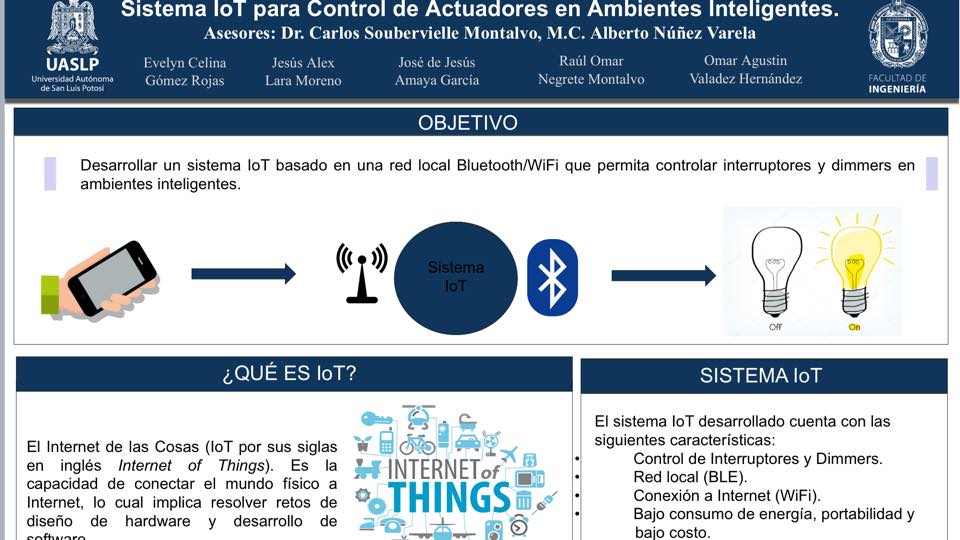 Sistema IoT para Control de Actuadores en Ambientes Inteligentes.
Asesores: Dr. Carlos Soubervielle Montalvo, M.C. Alberto Núñez Varela
UASLP
Universidad Autónoma
de San Luis Potosí
Evelyn Celina
Gómez Rojas
Jesús Alex
Lara Moreno
José de Jesús
Amaya García
Raúl Omar
Negrete Montalvo
Omar Agustin
Valadez Hernández
FACULTAD DE
INGENIERÍA
OBJETIVO
Desarrollar un sistema IoT basado en una red local Bluetooth/WiFi que permita controlar interruptores y dimmers en
ambientes inteligentes.
Sistema
IoT
Off
On
¿QUÉ ES IoT?
El Internet de las Cosas (IoT por sus siglas
en inglés Internet of Things). Es la
capacidad de conectar el mundo físico a
Internet, lo cual implica resolver retos de
diseño de hardware y desarrollo de
software.
INTERNET of
THINGS
SISTEMA IoT
El sistema IoT desarrollado cuenta con las
siguientes características:
• Control de Interruptores y Dimmers.
• Red local (BLE).
• Conexión a Internet (WiFi).
• Bajo consumo de energía, portabilidad y
bajo costo.